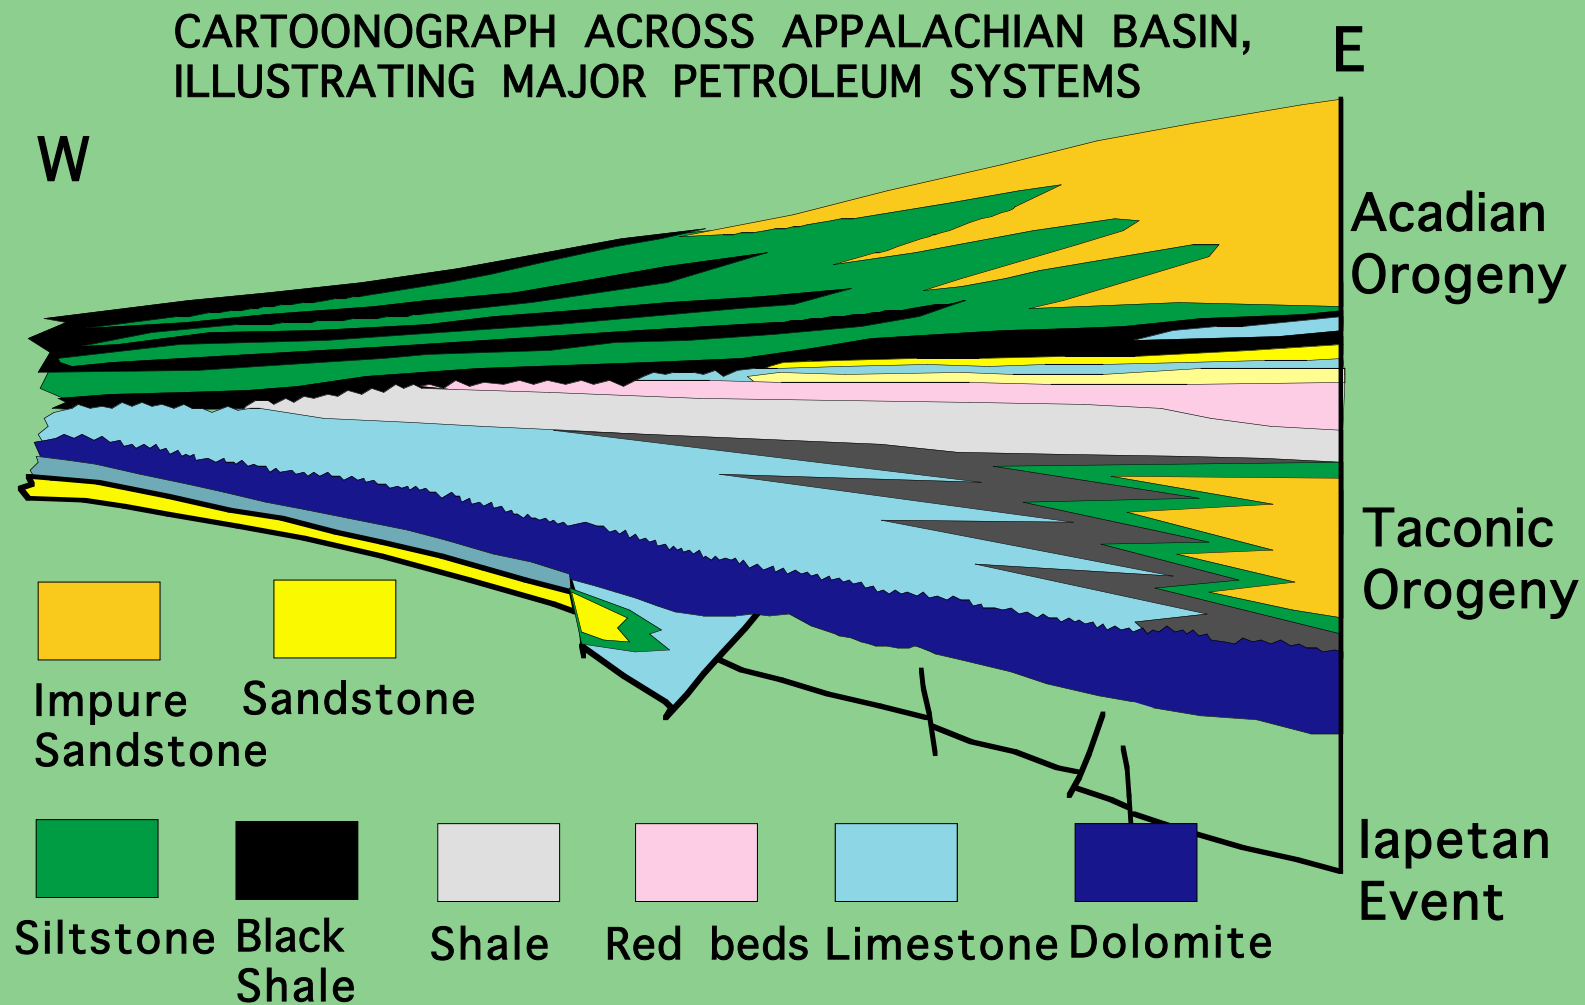 CARTOONOGRAPH ACROSS APPALACHIAN BASIN,
ILLUSTRATING MAJOR PETROLEUM SYSTEMS
E
W
Acadian
Orogeny
Taconic
Orogeny
Impure
Sandstone
Sandstone
Iapetan
Event
Siltstone
Black
Shale
Shale
Red beds
Limestone
Dolomite